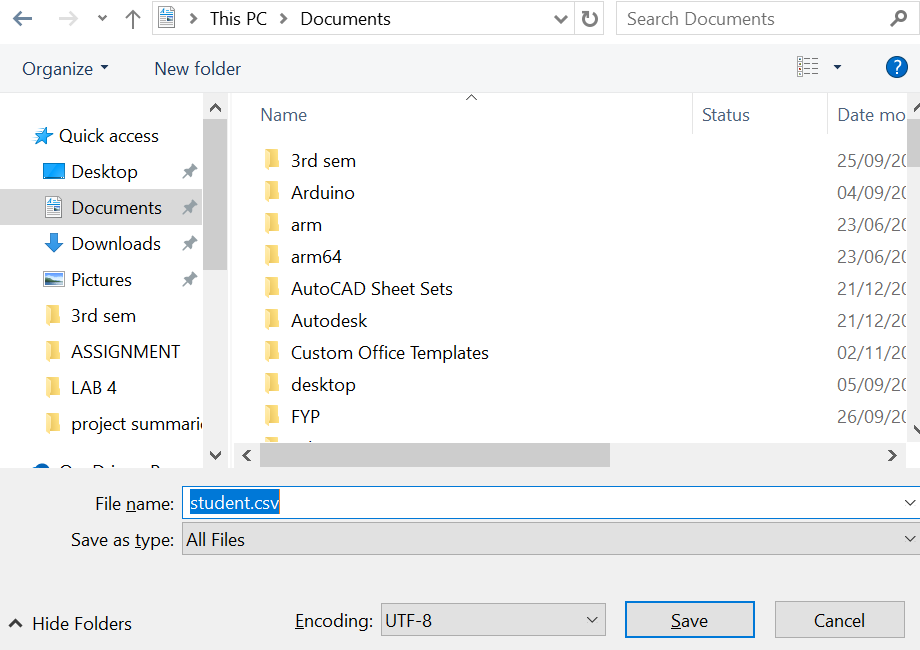 This PC > Documents
Search Documents
Organize
New folder
?
Name
Status
Date mo
Quick access
Desktop
Documents
Downloads
Pictures
3rd sem
ASSIGNMENT
LAB 4
project summarie
3rd sem 25/09/20
Arduino 04/09/20
arm 23/06/20
arm64 23/06/20
AutoCAD Sheet Sets 21/12/20
Autodesk 21/12/20
Custom Office Templates 02/11/20
desktop 05/09/20
FYP 26/09/20
File name: student.csv
Save as type: All Files
Hide Folders
Encoding: UTF-8
Save
Cancel